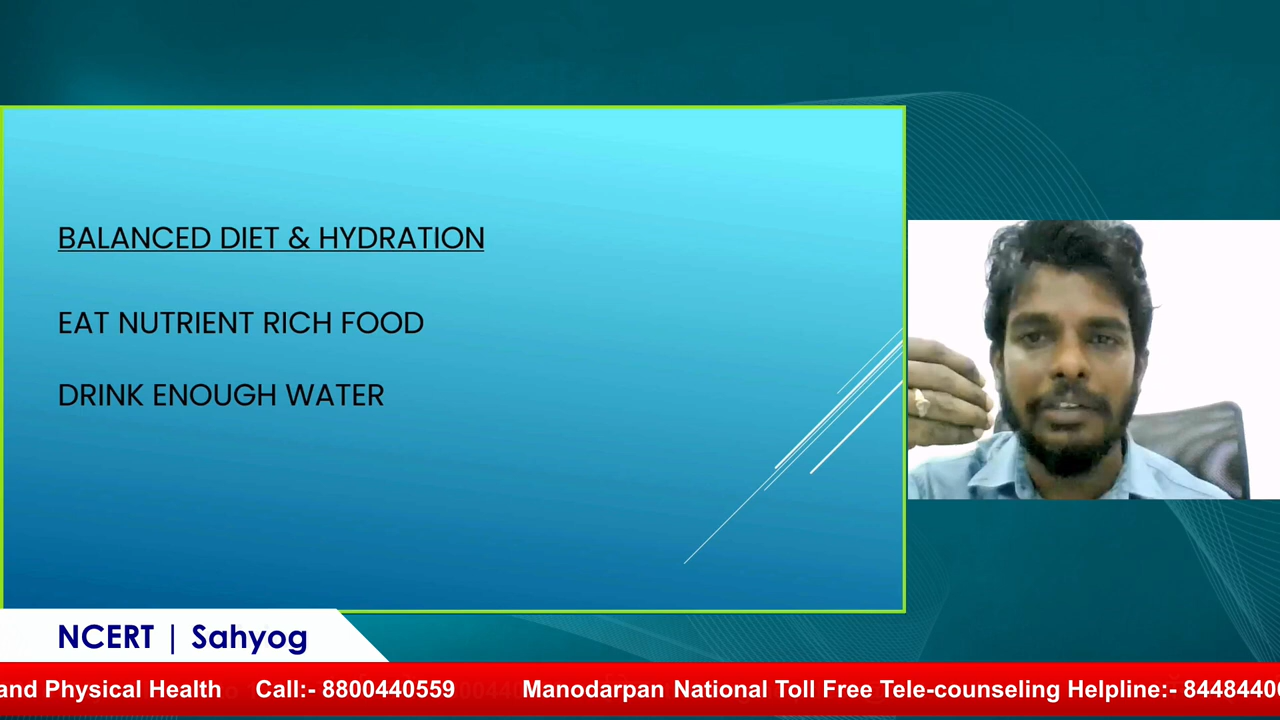 BALANCED DIET & HYDRATION
EAT NUTRIENT RICH FOOD
DRINK ENOUGH WATER
NCERT | Sahyog
and Physical Health Call:- 8800440559 Manodarpan National Toll Free Tele-counseling Helpline:-